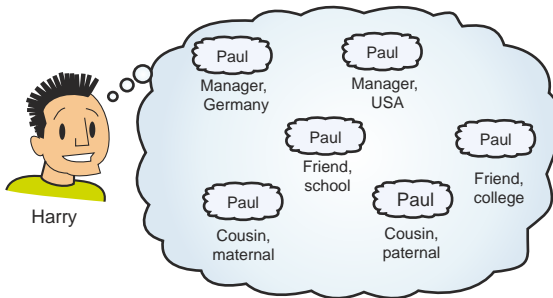 Paul
Manager,
Germany
Paul
Manager,
USA
Paul
Friend,
school
Paul
Friend,
college
Paul
Cousin,
maternal
Paul
Cousin,
paternal
Harry